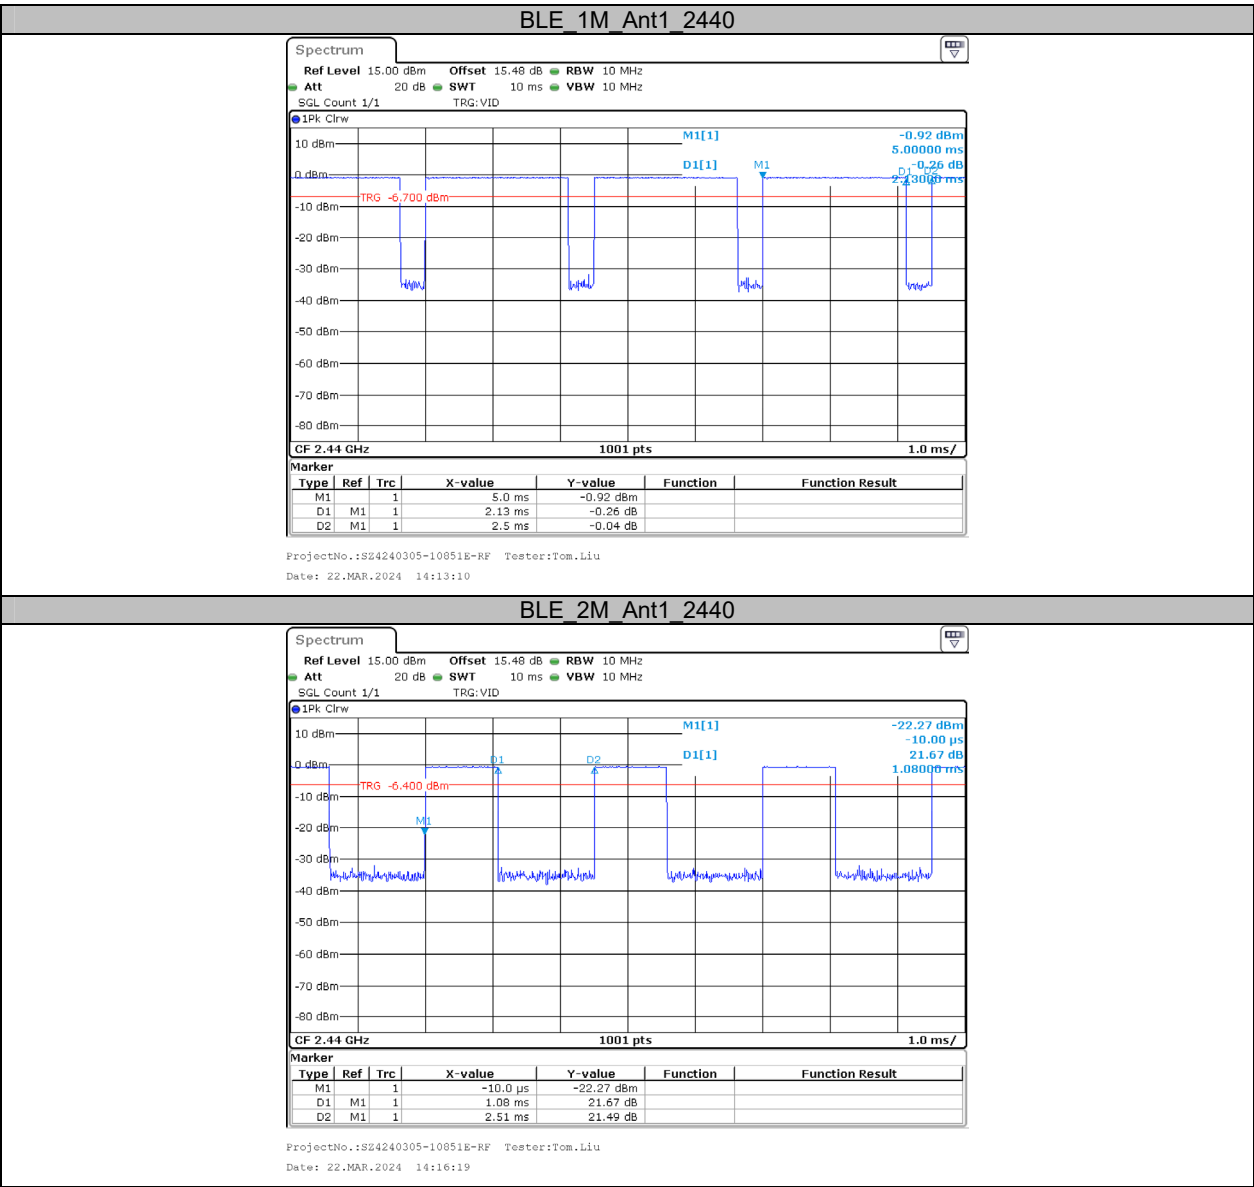 BLE_1M_Ant1_2440
Spectrum
Ref Level 15.00 dBm Offset 15.48 dB RBW 10 MHz
Att 20 dB SWT 10 ms VBW 10 MHz
SGL Count 1/1 TRG:VID
1Pk Clrw
M1[1] -0.92 dBm
10 dBm
5.00000 ms
D1[1] -0.26 dB
M1
0 dBm
D1 D2
2.13000 ms
TRG -6.700 dBm
-10 dBm
-20 dBm
-30 dBm
-40 dBm
-50 dBm
-60 dBm
-70 dBm
-80 dBm
CF 2.44 GHz 1001 pts 1.0 ms/
Marker
Type Ref Trc X-value Y-value Function Function Result
M1 1 5.0 ms -0.92 dBm
D1 M1 1 2.13 ms -0.26 dB
D2 M1 1 2.5 ms -0.04 dB
ProjectNo.:SZ4240305-10851E-RF Tester:Tom.Liu
Date: 22.MAR.2024 14:13:10
BLE_2M_Ant1_2440
Spectrum
Ref Level 15.00 dBm Offset 15.48 dB RBW 10 MHz
Att 20 dB SWT 10 ms VBW 10 MHz
SGL Count 1/1 TRG:VID
1Pk Clrw
M1[1] -22.27 dBm
10 dBm
-10.00 µs
D1[1] 21.67 dB
D1 D2
0 dBm
1.08000 ms
TRG -6.400 dBm
-10 dBm
M1
-20 dBm
-30 dBm
-40 dBm
-50 dBm
-60 dBm
-70 dBm
-80 dBm
CF 2.44 GHz 1001 pts 1.0 ms/
Marker
Type Ref Trc X-value Y-value Function Function Result
M1 1 -10.0 µs -22.27 dBm
D1 M1 1 1.08 ms 21.67 dB
D2 M1 1 2.51 ms 21.49 dB
ProjectNo.:SZ4240305-10851E-RF Tester:Tom.Liu
Date: 22.MAR.2024 14:16:19